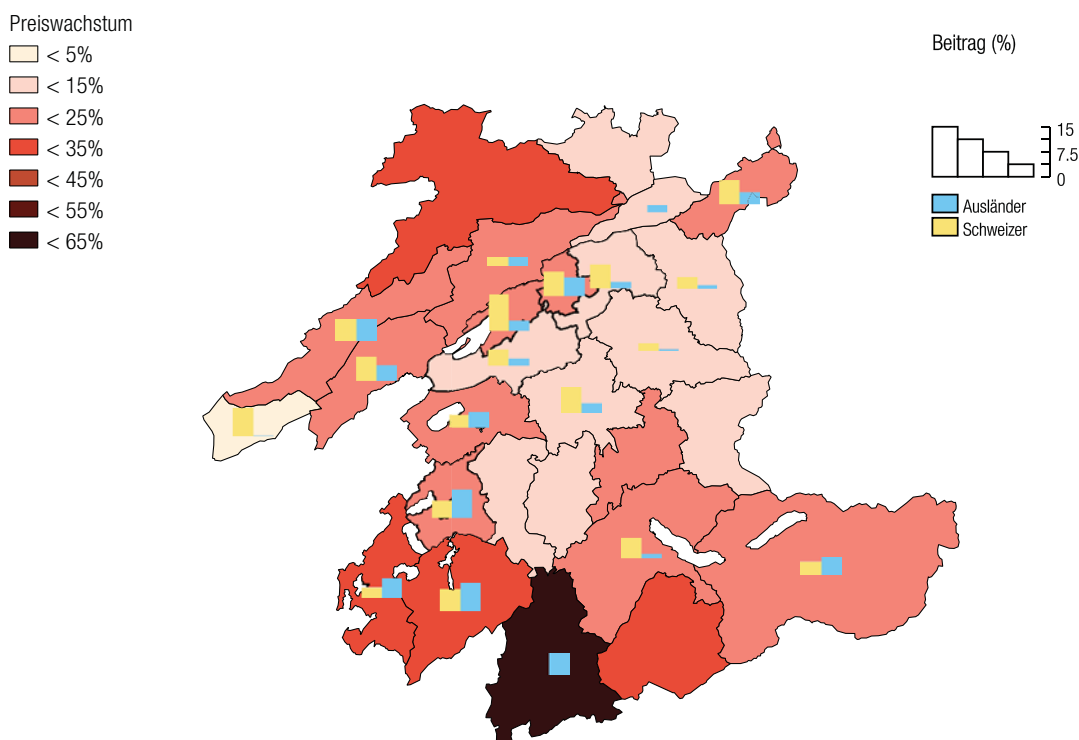 Preiswachstum
< 5%
< 15%
< 25%
< 35%
< 45%
< 55%
< 65%
Beitrag (%)
15
7.5
0
Ausländer
Schweizer